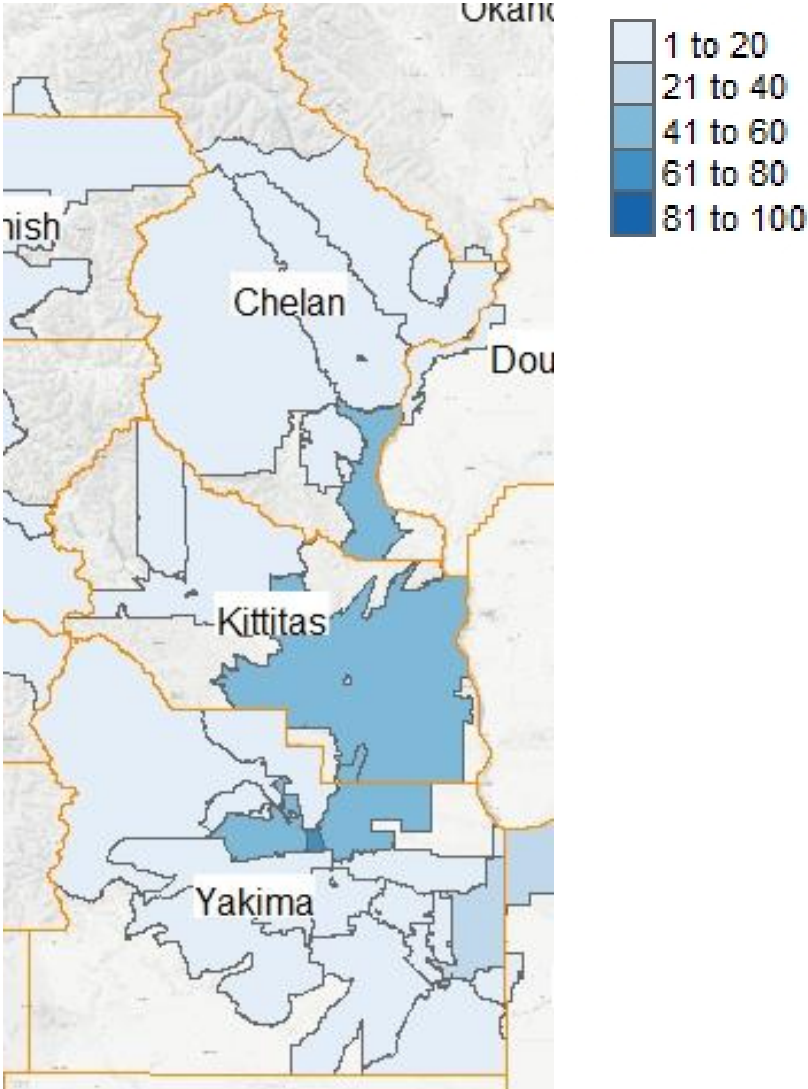 Okano
1 to 20
21 to 40
41 to 60
61 to 80
81 to 100
nish
Chelan
Dou
Kittitas
Yakima